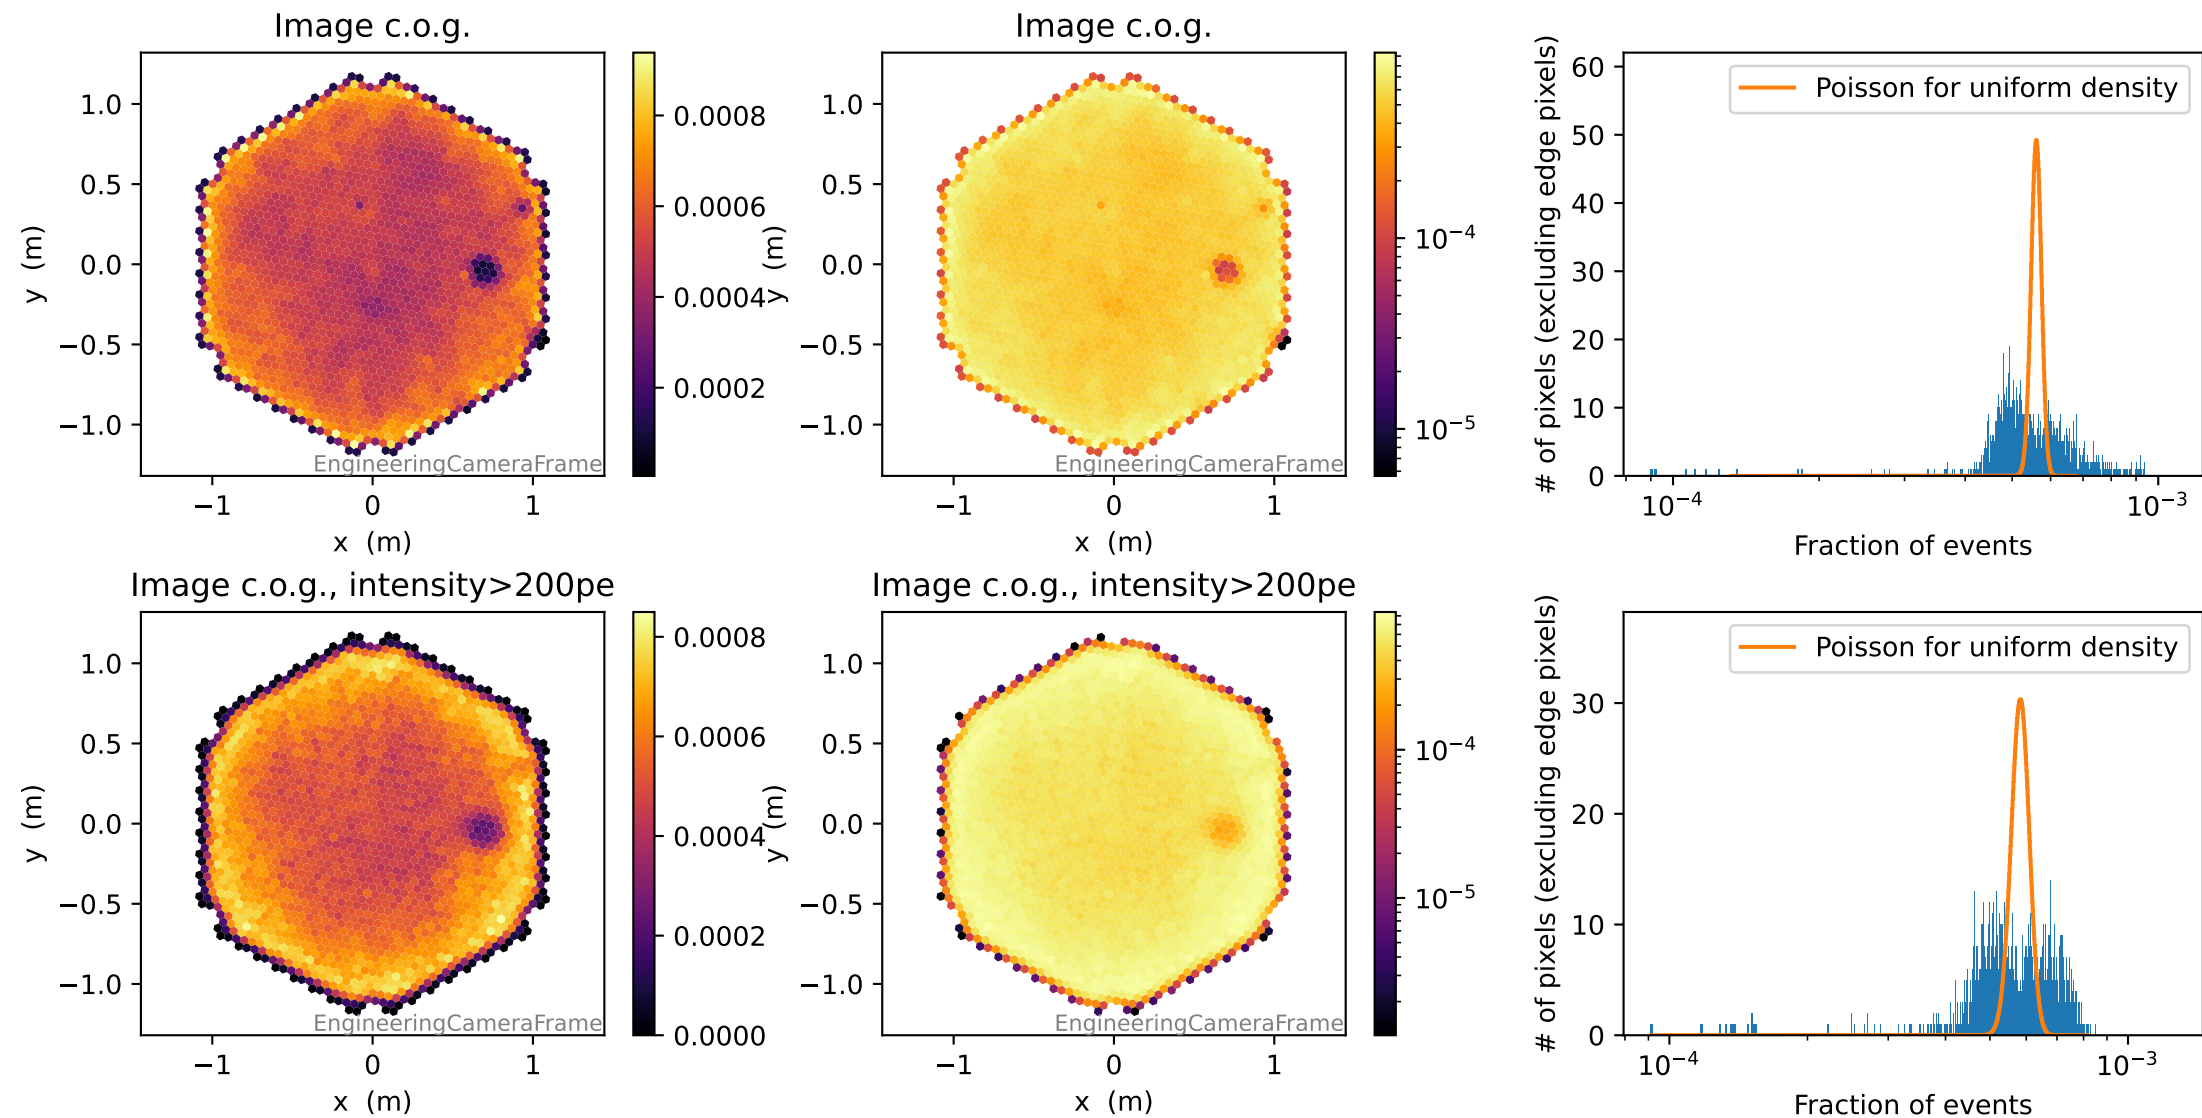 Image c.o.g.
1.0
0.5
0.0
−0.5
−1.0
y (m)
−1
0
1
x (m)
EngineeringCameraFrame
0.0008
0.0006
0.0004
0.0002
Image c.o.g.
1.0
0.5
0.0
−0.5
−1.0
y (m)
−1
0
1
x (m)
EngineeringCameraFrame
10⁻⁴
10⁻⁵
# of pixels (excluding edge pixels)
60
50
40
30
20
10
0
Poisson for uniform density
10⁻⁴
10⁻³
Fraction of events
Image c.o.g., intensity>200pe
1.0
0.5
0.0
−0.5
−1.0
y (m)
−1
0
1
x (m)
EngineeringCameraFrame
0.0008
0.0006
0.0004
0.0002
0.0000
Image c.o.g., intensity>200pe
1.0
0.5
0.0
−0.5
−1.0
y (m)
−1
0
1
x (m)
EngineeringCameraFrame
10⁻⁴
10⁻⁵
# of pixels (excluding edge pixels)
30
20
10
0
Poisson for uniform density
10⁻⁴
10⁻³
Fraction of events